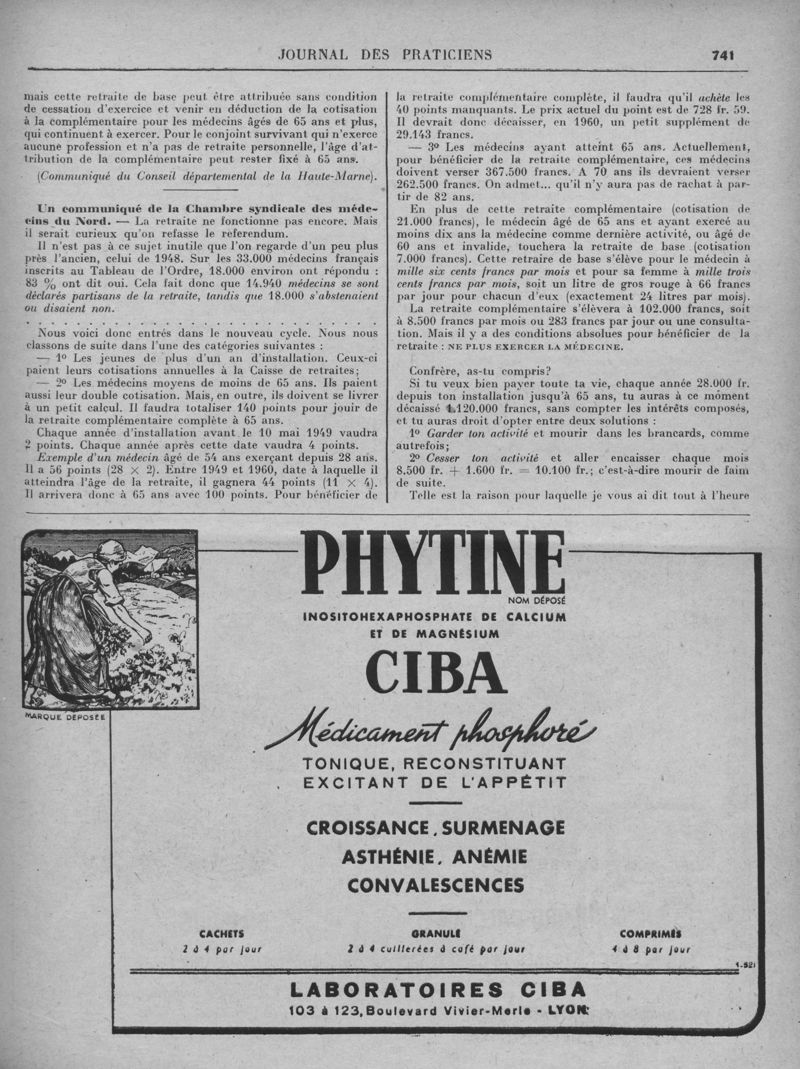 JOURNAL DES PRATICIENS
741
mais cette retraite de base peut être attribuée sans condition
de cessation d'exercice et venir en déduction de la cotisation
à la complémentaire pour les médecins âgés de 65 ans et plus,
qui continuent à exercer. Pour le conjoint survivant qui n'exerce
aucune profession et n'a pas de retraite personnelle, l'âge d'at-
tribution de la complémentaire peut rester fixé à 65 ans.
(Communiqué du Conseil départemental de la Haute-Marne).
Un communiqué de la Chambre syndicale des méde-
cins du Nord. — La retraite ne fonctionne pas encore. Mais
il serait curieux qu'on refasse le referendum.
Il n'est pas à ce sujet inutile que l'on regarde d'un peu plus
près l'ancien, celui de 1948. Sur les 33.000 médecins français
inscrits au Tableau de l'Ordre, 18.000 environ ont répondu :
83 % ont dit oui. Cela fait donc que 14.940 médecins se sont
déclarés partisans de la retraite, tandis que 18.000 s'abstenaient
ou disaient non.
. . . . . . . . . . . . . . . . . . . . . . . .
Nous voici donc entrés dans le nouveau cycle. Nous nous
classons de suite dans l'une des catégories suivantes :
— 1º Les jeunes de plus d'un an d'installation. Ceux-ci
paient leurs cotisations annuelles à la Caisse de retraites;
— 2º Les médecins moyens de moins de 65 ans. Ils paient
aussi leur double cotisation. Mais, en outre, ils doivent se livrer
à un petit calcul. Il faudra totaliser 140 points pour jouir de
la retraite complémentaire complète à 65 ans.
Chaque année d'installation avant le 10 mai 1949 vaudra
2 points. Chaque année après cette date vaudra 4 points.
Exemple d'un médecin âgé de 54 ans exerçant depuis 28 ans.
Il a 56 points (28 × 2). Entre 1949 et 1960, date à laquelle il
atteindra l'âge de la retraite, il gagnera 44 points (11 × 4).
Il arrivera donc à 65 ans avec 100 points. Pour bénéficier de
la retraite complémentaire complète, il faudra qu'il achète les
40 points manquants. Le prix actuel du point est de 728 fr. 59.
Il devrait donc décaisser, en 1960, un petit supplément de
29.143 francs.
— 3º Les médecins ayant atteint 65 ans. Actuellement,
pour bénéficier de la retraite complémentaire, ces médecins
doivent verser 367.500 francs. A 70 ans ils devraient verser
262.500 francs. On admet... qu'il n'y aura pas de rachat à par-
tir de 82 ans.
En plus de cette retraite complémentaire (cotisation de
21.000 francs), le médecin âgé de 65 ans et ayant exercé au
moins dix ans la médecine comme dernière activité, ou âgé de
60 ans et invalide, touchera la retraite de base (cotisation
7.000 francs). Cette retraire de base s'élève pour le médecin à
mille six cents francs par mois et pour sa femme à mille trois
cents francs par mois, soit un litre de gros rouge à 66 francs
par jour pour chacun d'eux (exactement 24 litres par mois).
La retraite complémentaire s'élèvera à 102.000 francs, soit
à 8.500 francs par mois ou 283 francs par jour ou une consulta-
tion. Mais il y a des conditions absolues pour bénéficier de la
retraite : NE PLUS EXERCER LA MÉDECINE.
Confrère, as-tu compris?
Si tu veux bien payer toute ta vie, chaque année 28.000 fr.
depuis ton installation jusqu'à 65 ans, tu auras à ce moment
décaissé 1.120.000 francs, sans compter les intérêts composés,
et tu auras droit d'opter entre deux solutions :
1º Garder ton activité et mourir dans les brancards, comme
autrefois;
2º Cesser ton activité et aller encaisser chaque mois
8.500 fr. + 1.600 fr. = 10.100 fr.; c'est-à-dire mourir de faim
de suite.
Telle est la raison pour laquelle je vous ai dit tout à l'heure
MARQUE DÉPOSÉE
PHYTINE
NOM DÉPOSÉ
INOSITOHEXAPHOSPHATE DE CALCIUM
ET DE MAGNÉSIUM
CIBA
Médicament phosphoré
TONIQUE, RECONSTITUANT
EXCITANT DE L'APPÉTIT
CROISSANCE, SURMENAGE
ASTHÉNIE, ANÉMIE
CONVALESCENCES
CACHETS
2 à 4 par jour
GRANULÉ
2 à 4 cuillerées à café par jour
COMPRIMÉS
4 à 8 par jour
1.521
LABORATOIRES CIBA
103 à 123, Boulevard Vivier-Merle - LYON